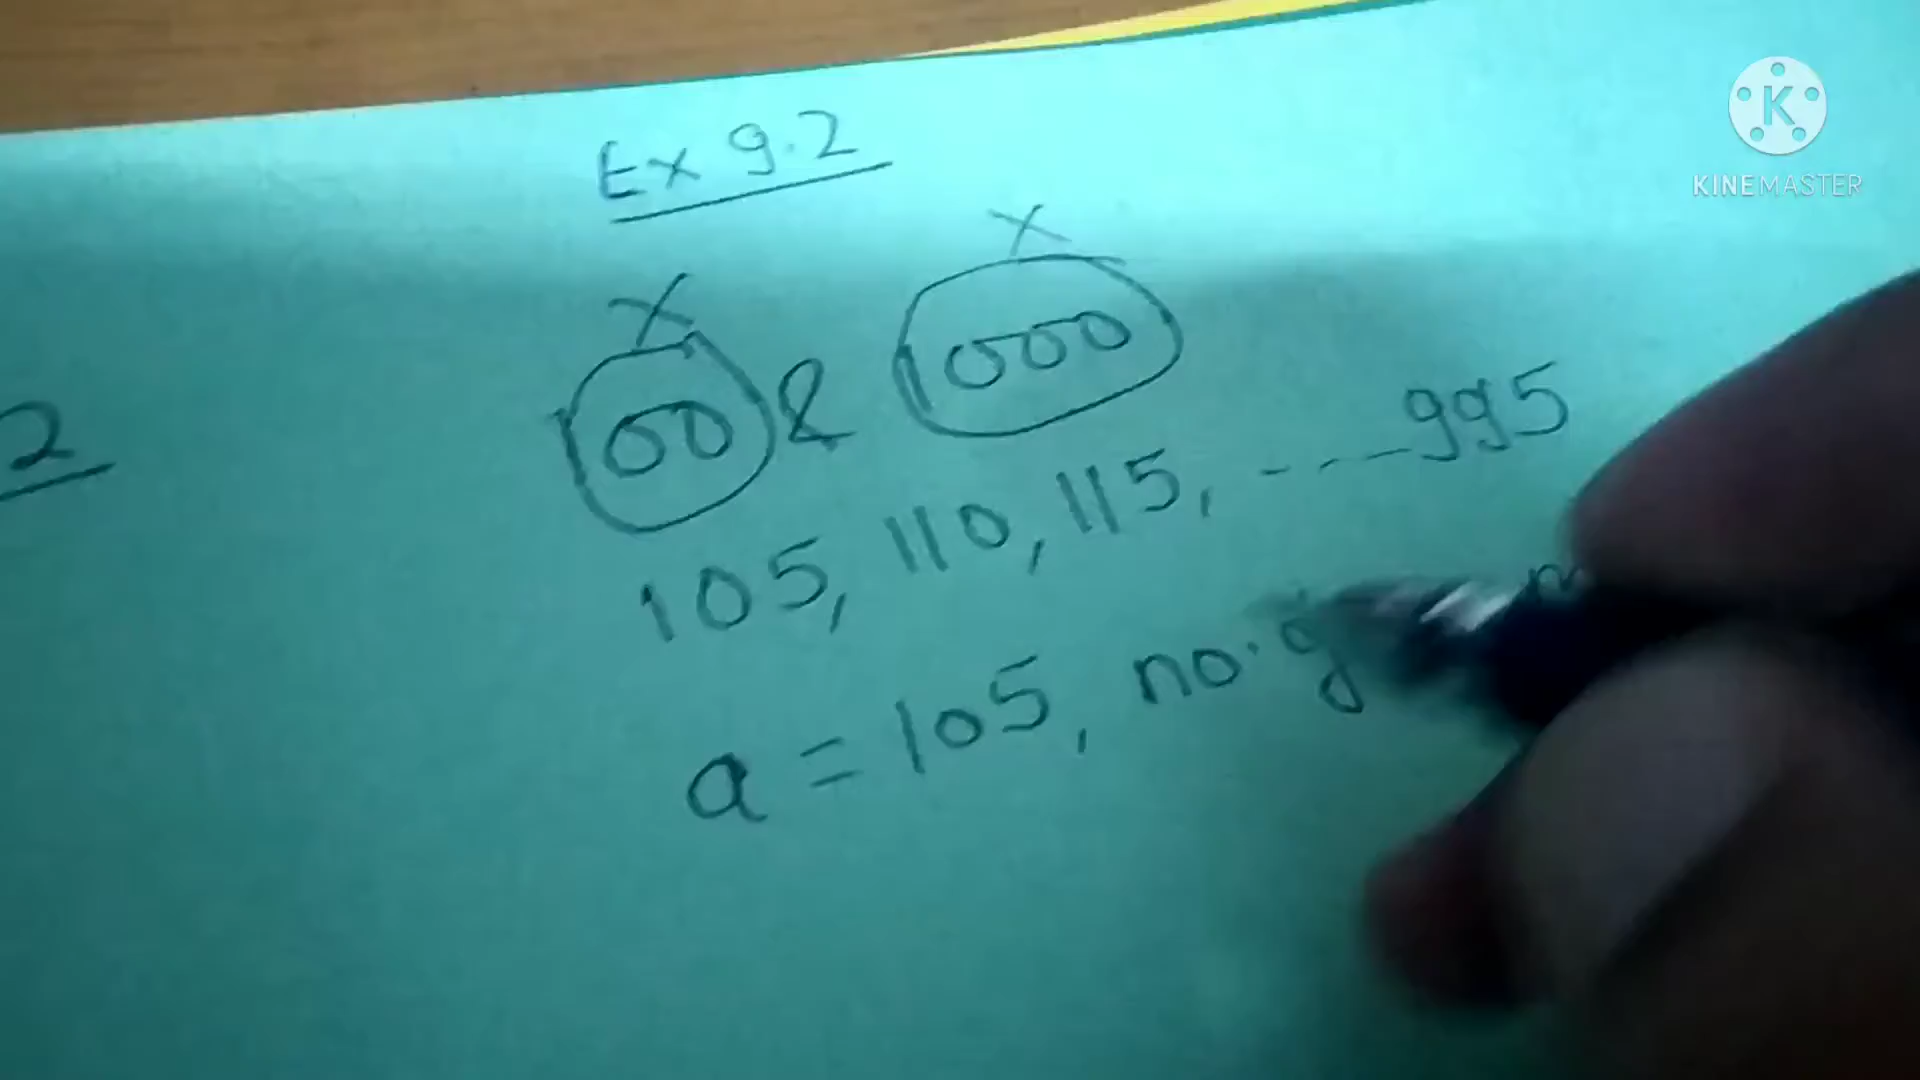 Ex 9.2
100 & 1000
2
105, 110, 115, ----995
a = 105, no.
K
KINEMASTER